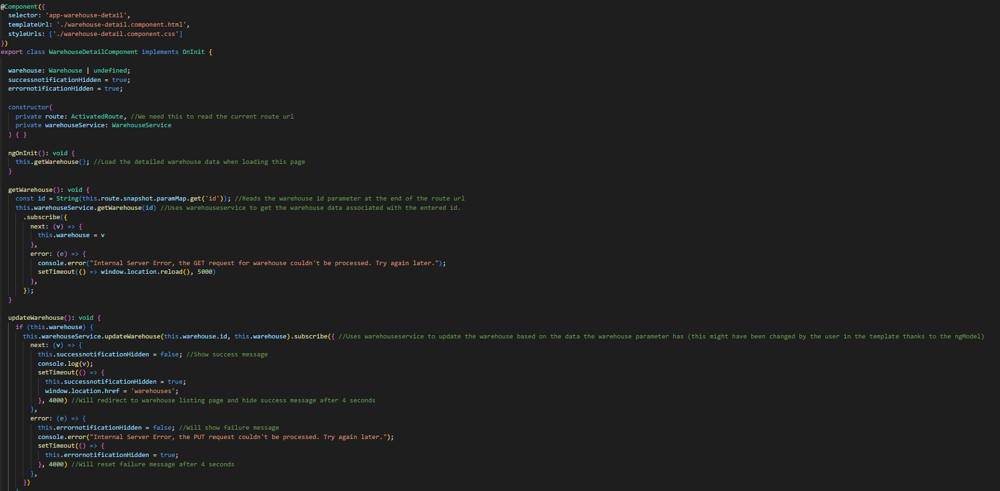 @Component({
  selector: 'app-warehouse-detail',
  templateUrl: './warehouse-detail.component.html',
  styleUrls: ['./warehouse-detail.component.css']
})
export class WarehouseDetailComponent implements OnInit {

  warehouse: Warehouse | undefined;
  successnotificationHidden = true;
  errornotificationHidden = true;

  constructor(
    private route: ActivatedRoute, //We need this to read the current route url
    private warehouseService: WarehouseService
  ) { }

  ngOnInit(): void {
    this.getWarehouse(); //Load the detailed warehouse data when loading this page
  }

  getWarehouse(): void {
    const id = String(this.route.snapshot.paramMap.get('id')); //Reads the warehouse id parameter at the end of the route url
    this.warehouseService.getWarehouse(id) //Uses warehouseservice to get the warehouse data associated with the entered id.
      .subscribe({
        next: (v) => {
          this.warehouse = v
        },
        error: (e) => {
          console.error("Internal Server Error, the GET request for warehouse couldn't be processed. Try again later.");
          setTimeout(() => window.location.reload(), 5000)
        },
      });
  }

  updateWarehouse(): void {
    if (this.warehouse) {
      this.warehouseService.updateWarehouse(this.warehouse.id, this.warehouse).subscribe({ //Uses warehouseservice to update the warehouse based on the data the warehouse parameter has (this might have been changed by the user in the template thanks to the ngModel)
        next: (v) => {
          this.successnotificationHidden = false; //Show success message
          console.log(v);
          setTimeout(() => {
            this.successnotificationHidden = true;
            window.location.href = 'warehouses';
          }, 4000) //Will redirect to warehouse listing page and hide success message after 4 seconds
        },
        error: (e) => {
          this.errornotificationHidden = false; //Will show failure message
          console.error("Internal Server Error, the PUT request couldn't be processed. Try again later.");
          setTimeout(() => {
            this.errornotificationHidden = true;
          }, 4000) //Will reset failure message after 4 seconds
        },
      })